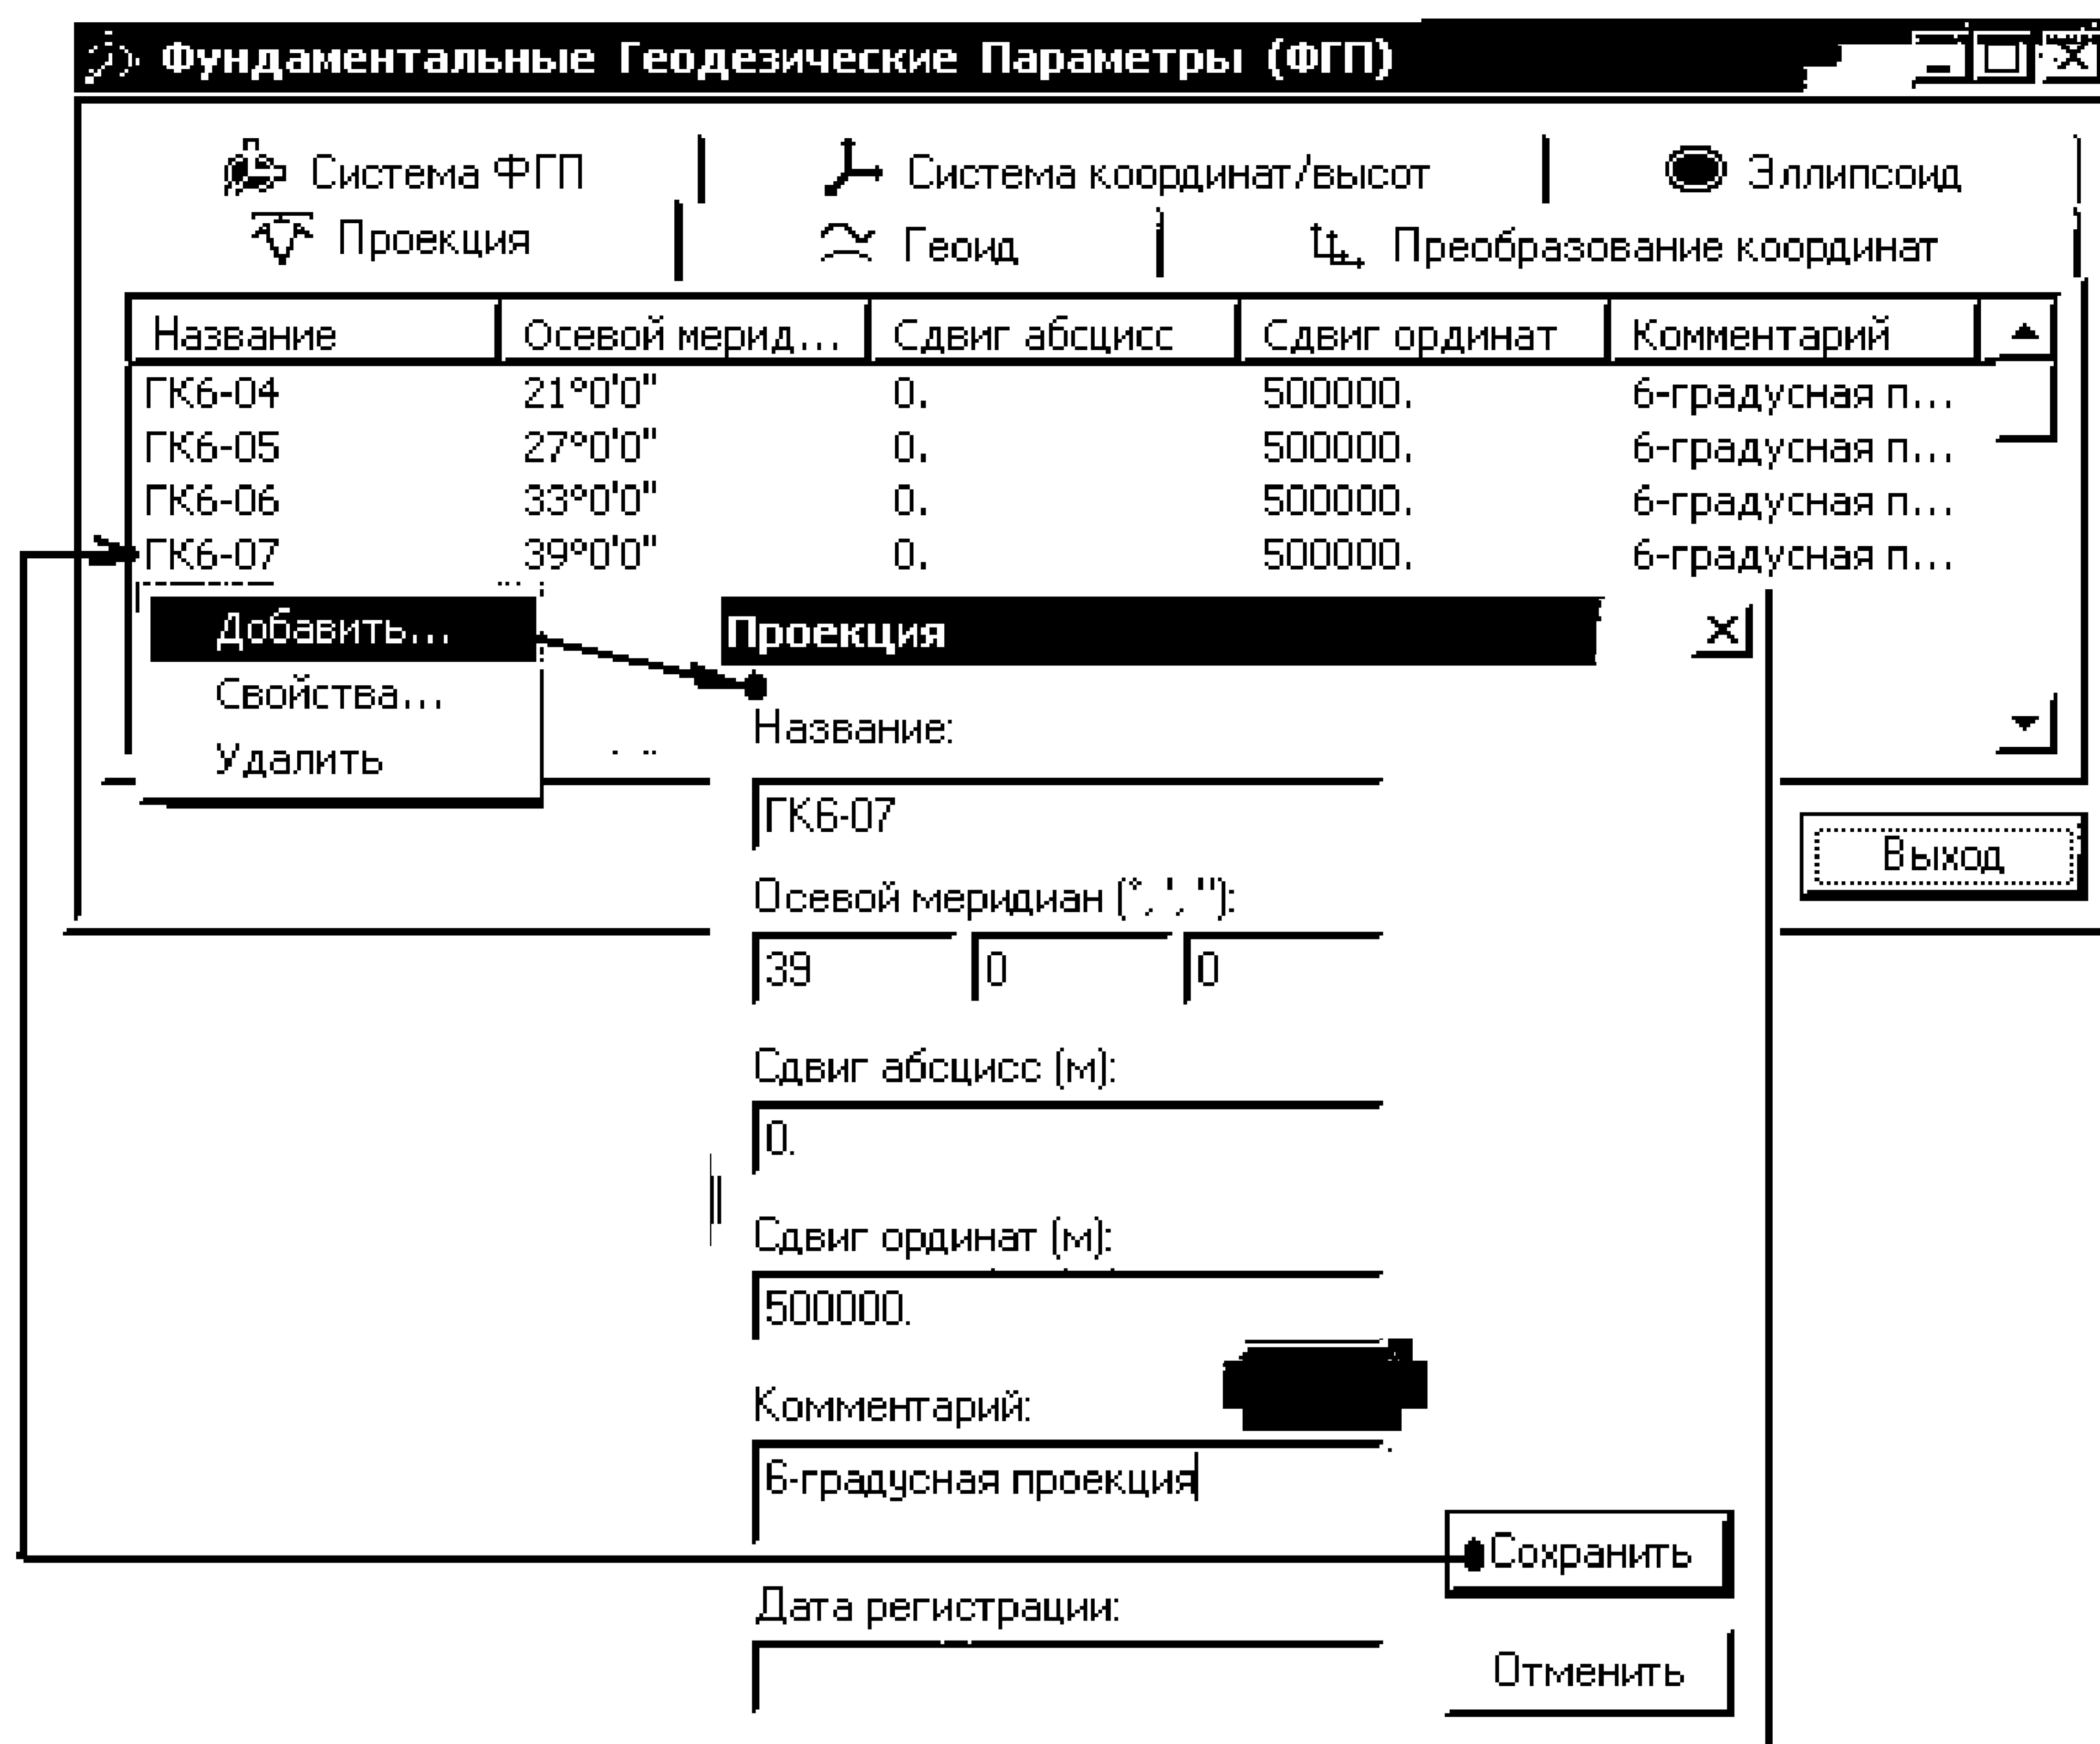 Фундаментальные Геодезические Параметры (ФГП)
Система ФГП Система координат/высот Эллипсоид
Проекция Геоид Преобразование координат
Название Осевой мерид... Сдвиг абсцисс Сдвиг ординат Комментарий
ГК6-04 21°0'0" 0. 500000. 6-градусная п...
ГК6-05 27°0'0" 0. 500000. 6-градусная п...
ГК6-06 33°0'0" 0. 500000. 6-градусная п...
ГК6-07 39°0'0" 0. 500000. 6-градусная п...
Добавить...
Свойства...
Удалить
Проекция
Название:
ГК6-07
Выход
Осевой меридиан (°, ', "):
39 0 0
Сдвиг абсцисс (м):
0.
Сдвиг ординат (м):
500000.
Комментарий:
6-градусная проекция
Сохранить
Дата регистрации:
Отменить